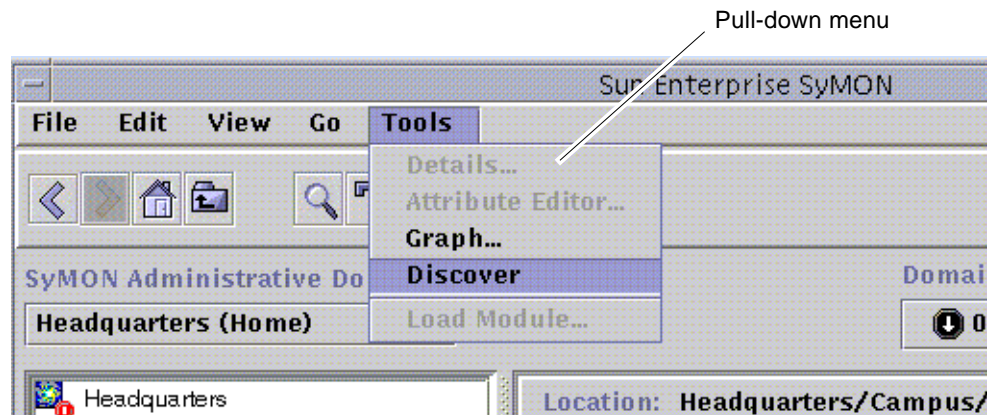 Pull-down menu
Sun Enterprise SyMON
File Edit View Go Tools
Details...
Attribute Editor...
Graph...
Discover
Load Module...
SyMON Administrative Do
Domai
Headquarters (Home)
0
Headquarters
Location: Headquarters/Campus/